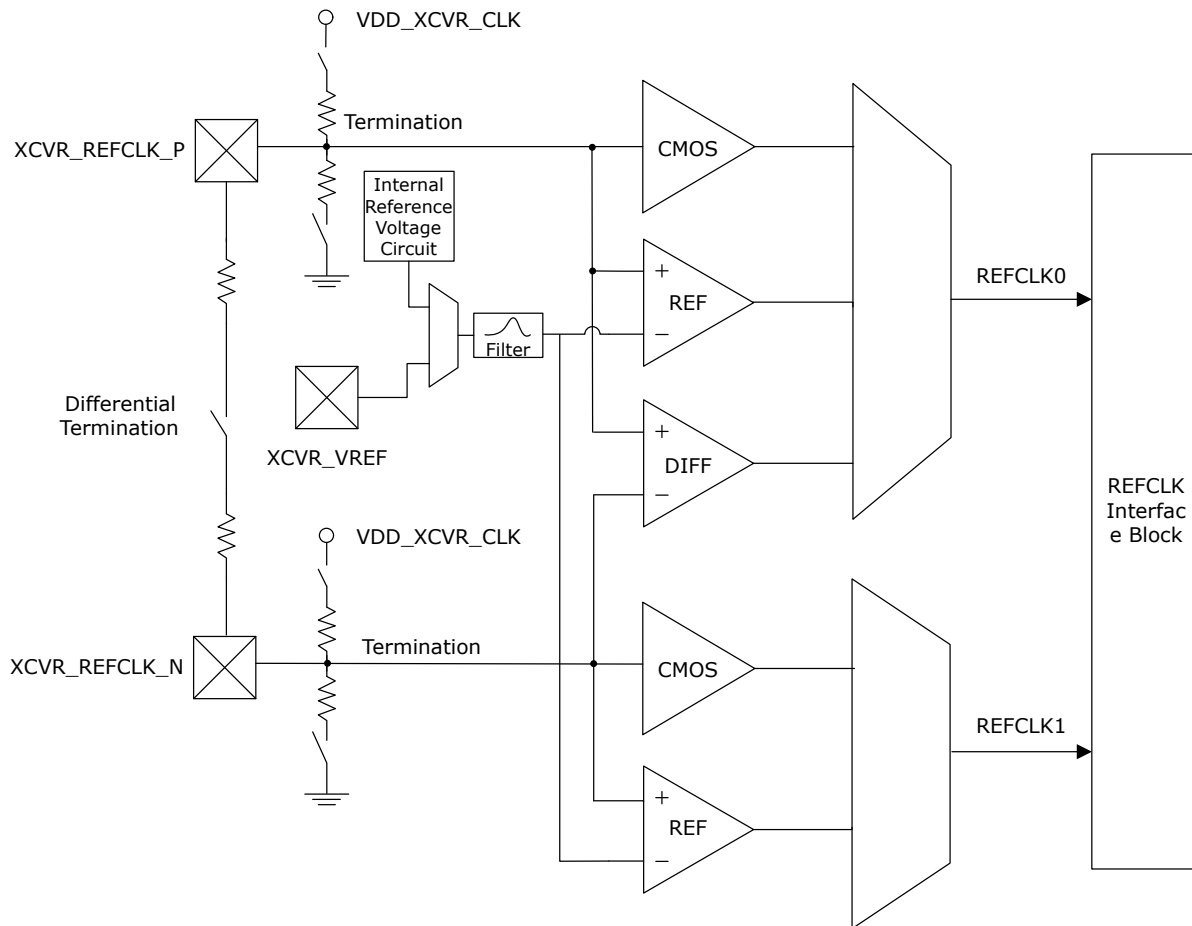 VDD_XCVR_CLK
Termination
XCVR_REFCLK_P
CMOS
Internal
Reference
Voltage
Circuit
+
REF
−
REFCLK0
Filter
Differential
Termination
XCVR_VREF
+
DIFF
−
REFCLK
Interfac
e Block
VDD_XCVR_CLK
Termination
XCVR_REFCLK_N
CMOS
REFCLK1
+
REF
−